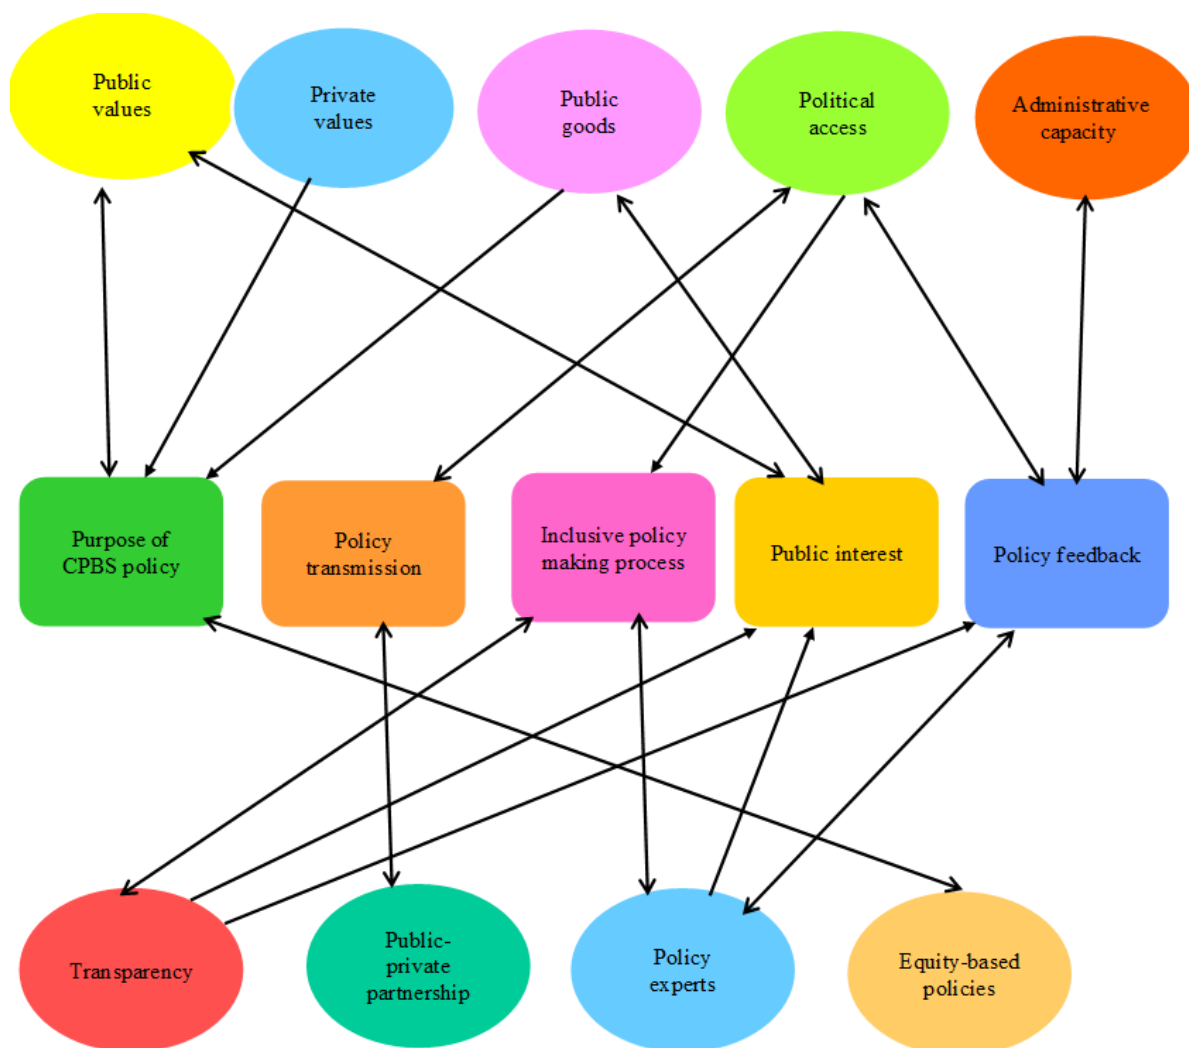 Public
values
Private
values
Public
goods
Political
access
Administrative
capacity
Purpose of
CPBS policy
Policy
transmission
Inclusive policy
making process
Public interest
Policy feedback
Transparency
Public-
private
partnership
Policy
experts
Equity-based
policies